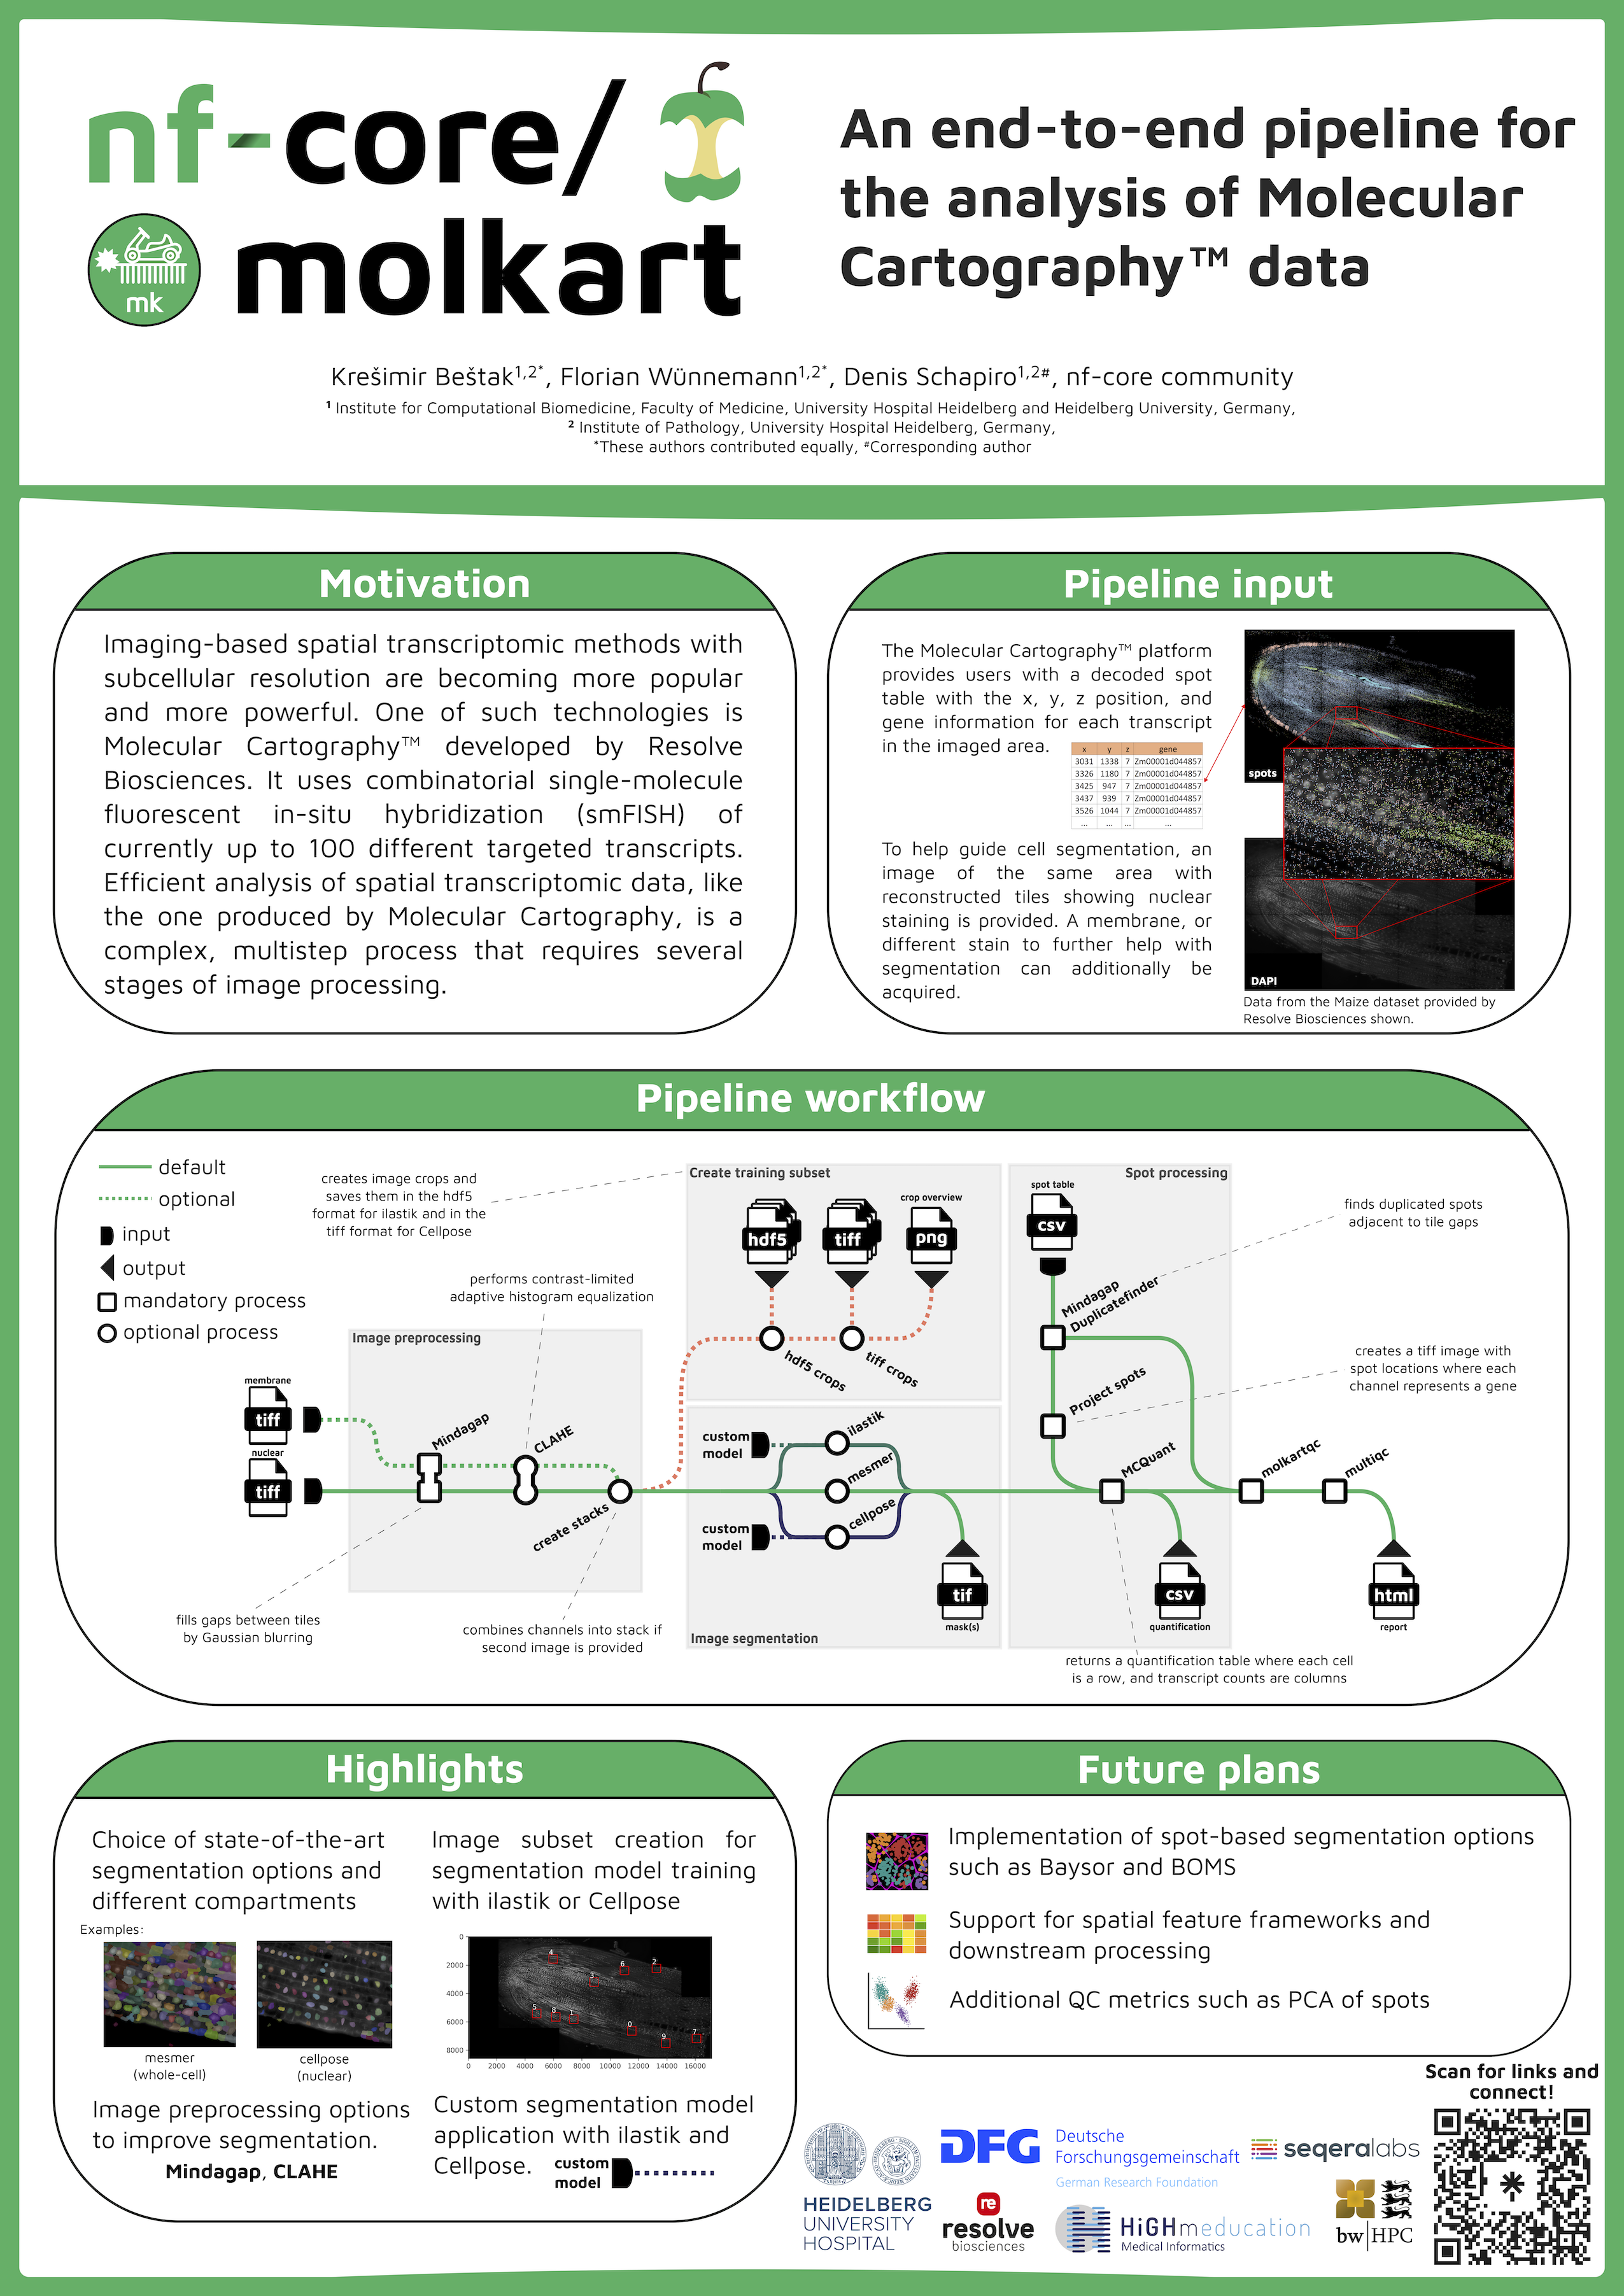 nf-core/
molkart
mk
An end-to-end pipeline for
the analysis of Molecular
Cartography™ data
Krešimir Beštak1,2*, Florian Wünnemann1,2*, Denis Schapiro1,2#, nf-core community
1 Institute for Computational Biomedicine, Faculty of Medicine, University Hospital Heidelberg and Heidelberg University, Germany,
2 Institute of Pathology, University Hospital Heidelberg, Germany,
*These authors contributed equally, #Corresponding author
Motivation
Imaging-based spatial transcriptomic methods with
subcellular resolution are becoming more popular
and more powerful. One of such technologies is
Molecular Cartography™ developed by Resolve
Biosciences. It uses combinatorial single-molecule
fluorescent in-situ hybridization (smFISH) of
currently up to 100 different targeted transcripts.
Efficient analysis of spatial transcriptomic data, like
the one produced by Molecular Cartography, is a
complex, multistep process that requires several
stages of image processing.
Pipeline input
The Molecular Cartography™ platform
provides users with a decoded spot
table with the x, y, z position, and
gene information for each transcript
in the imaged area.
x y z gene
3031 1338 7 Zm00001d044857
3326 1180 7 Zm00001d044857
3425 947 7 Zm00001d044857
3437 939 7 Zm00001d044857
3526 1044 7 Zm00001d044857
... ... ... ...
To help guide cell segmentation, an
image of the same area with
reconstructed tiles showing nuclear
staining is provided. A membrane, or
different stain to further help with
segmentation can additionally be
acquired.
spots
DAPI
Data from the Maize dataset provided by
Resolve Biosciences shown.
Pipeline workflow
default
optional
input
output
mandatory process
optional process
creates image crops and
saves them in the hdf5
format for ilastik and in the
tiff format for Cellpose
performs contrast-limited
adaptive histogram equalization
Image preprocessing
membrane
tiff
nuclear
tiff
Mindagap
CLAHE
create stacks
fills gaps between tiles
by Gaussian blurring
combines channels into stack if
second image is provided
Create training subset
hdf5
tiff
crop overview
png
hdf5 crops
tiff crops
custom
model
ilastik
mesmer
custom
model
cellpose
tif
mask(s)
Image segmentation
Spot processing
spot table
csv
Mindagap
Duplicatefinder
Project spots
MCQuant
csv
quantification
molkartqc
multiqc
html
report
finds duplicated spots
adjacent to tile gaps
creates a tiff image with
spot locations where each
channel represents a gene
returns a quantification table where each cell
is a row, and transcript counts are columns
Highlights
Choice of state-of-the-art
segmentation options and
different compartments
Examples:
mesmer
(whole-cell)
cellpose
(nuclear)
Image preprocessing options
to improve segmentation.
Mindagap, CLAHE
Image subset creation for
segmentation model training
with ilastik or Cellpose
0
2000
4000
6000
8000
0 2000 4000 6000 8000 10000 12000 14000 16000
4
6
2
3
5
8
1
0
9
7
Custom segmentation model
application with ilastik and
Cellpose.
custom
model
Future plans
Implementation of spot-based segmentation options
such as Baysor and BOMS
Support for spatial feature frameworks and
downstream processing
Additional QC metrics such as PCA of spots
Scan for links and
connect!
HEIDELBERG
UNIVERSITY
HOSPITAL
DFG
Deutsche
Forschungsgemeinschaft
German Research Foundation
seqeralabs
re
resolve
biosciences
HiGHmeducation
Medical Informatics
bw|HPC